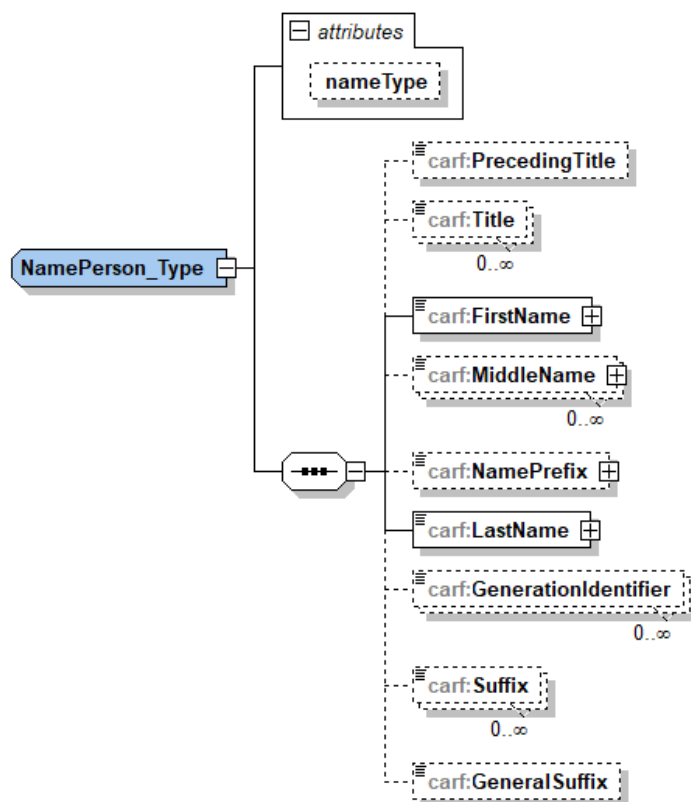 attributes
nameType
carf:PrecedingTitle
carf:Title
0..∞
NamePerson_Type
carf:FirstName
carf:MiddleName
0..∞
carf:NamePrefix
carf:LastName
carf:GenerationIdentifier
0..∞
carf:Suffix
0..∞
carf:GeneralSuffix